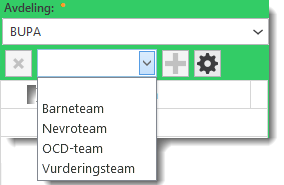 Avdeling: *
BUPA
Barneteam
Nevroteam
OCD-team
Vurderingsteam